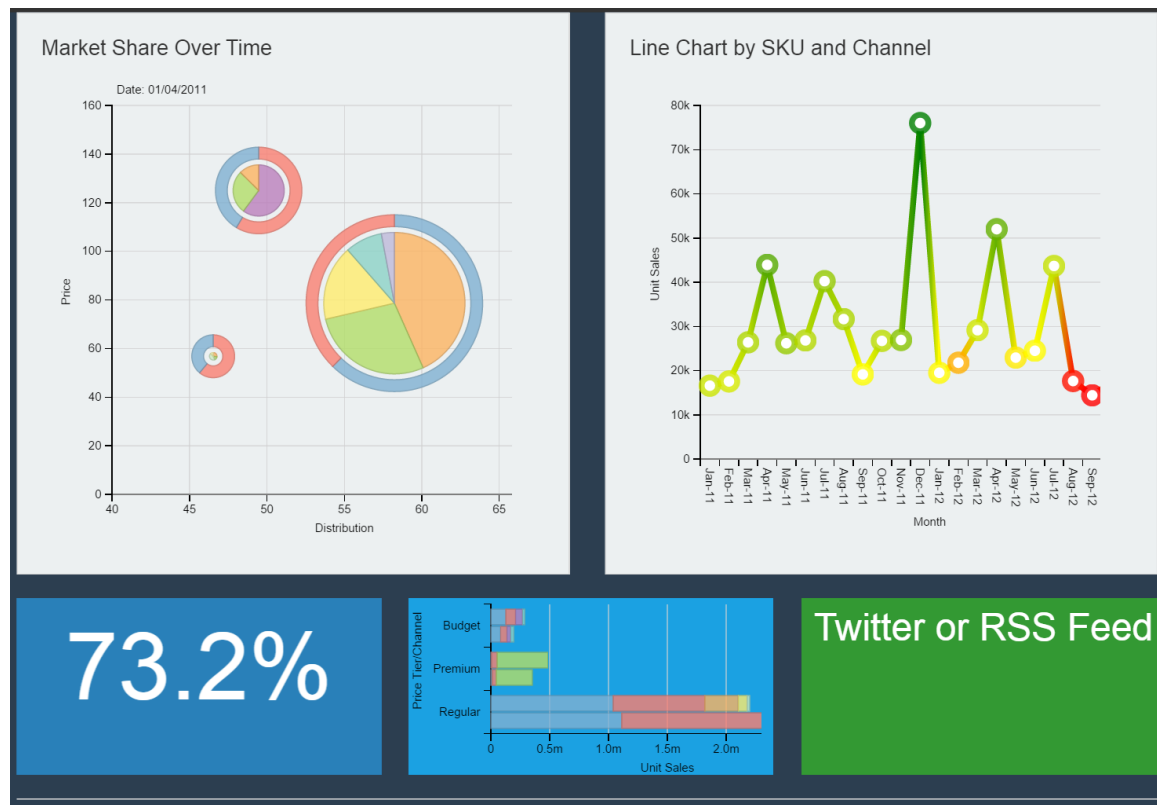 Market Share Over Time
Date: 01/04/2011
160
140
120
100
80
60
40
20
0
Price
40 45 50 55 60 65
Distribution
Line Chart by SKU and Channel
80k
70k
60k
50k
40k
30k
20k
10k
0
Unit Sales
Jan-11 Feb-11 Mar-11 Apr-11 May-11 Jun-11 Jul-11 Aug-11 Sep-11 Oct-11 Nov-11 Dec-11 Jan-12 Feb-12 Mar-12 Apr-12 May-12 Jun-12 Jul-12 Aug-12 Sep-12
Month
73.2%
Price Tier/Channel
Budget
Premium
Regular
0 0.5m 1.0m 1.5m 2.0m
Unit Sales
Twitter or RSS Feed